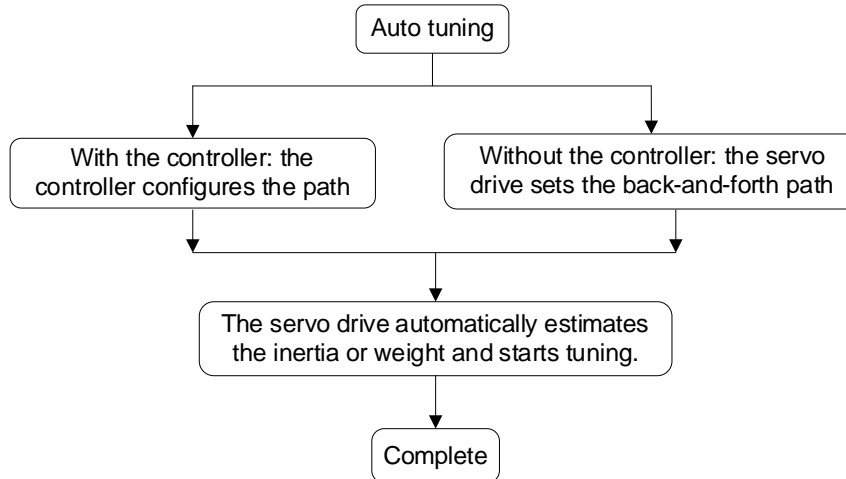 Auto tuning
With the controller: the
controller configures the path
Without the controller: the servo
drive sets the back-and-forth path
The servo drive automatically estimates
the inertia or weight and starts tuning.
Complete